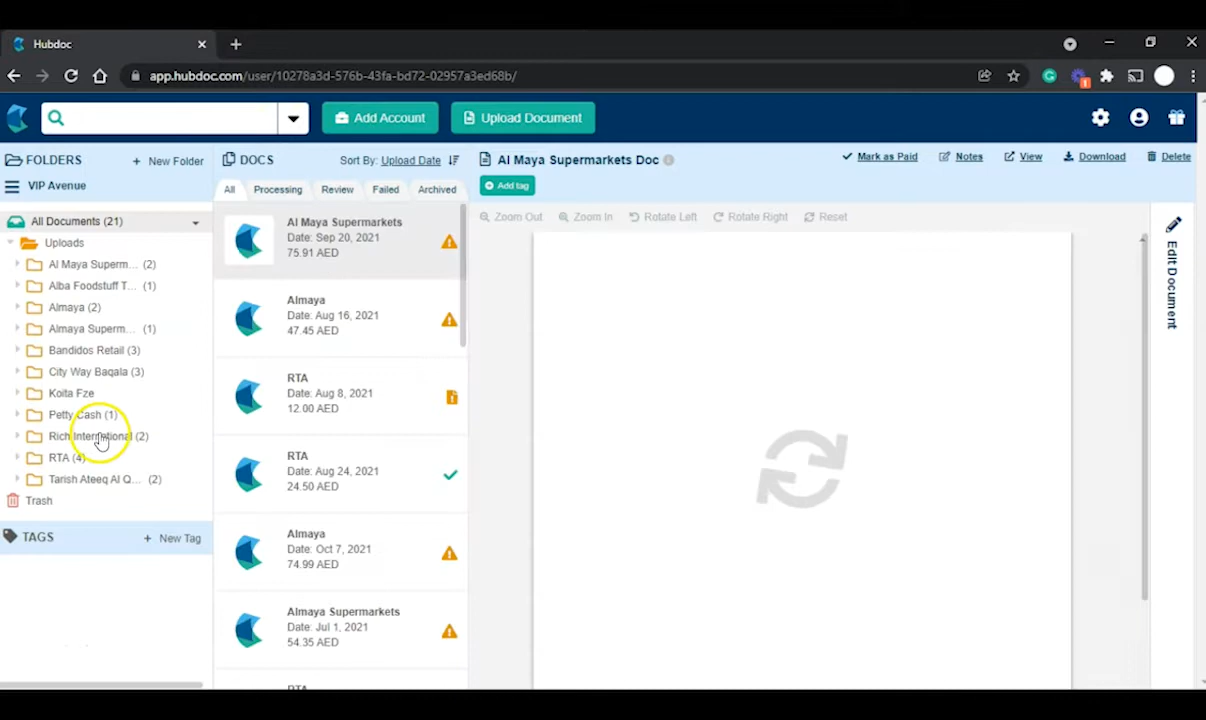 Hubdoc
app.hubdoc.com/user/10278a3d-576b-43fa-bd72-02957a3ed68b/
1
Add Account
Upload Document
FOLDERS
+ New Folder
VIP Avenue
All Documents (21)
Uploads
Al Maya Superm... (2)
Alba Foodstuff T... (1)
Almaya (2)
Almaya Superm... (1)
Bandidos Retail (3)
City Way Baqala (3)
Koita Fze
Petty Cash (1)
Rich International (2)
RTA (4)
Tarish Ateeq Al Q... (2)
Trash
TAGS
+ New Tag
DOCS
Sort By: Upload Date
All
Processing
Review
Failed
Archived
Al Maya Supermarkets
Date: Sep 20, 2021
75.91 AED
Almaya
Date: Aug 16, 2021
47.45 AED
RTA
Date: Aug 8, 2021
12.00 AED
RTA
Date: Aug 24, 2021
24.50 AED
Almaya
Date: Oct 7, 2021
74.99 AED
Almaya Supermarkets
Date: Jul 1, 2021
54.35 AED
RTA
Al Maya Supermarkets Doc
Mark as Paid
Notes
View
Download
Delete
Add tag
Zoom Out
Zoom In
Rotate Left
Rotate Right
Reset
Edit Document